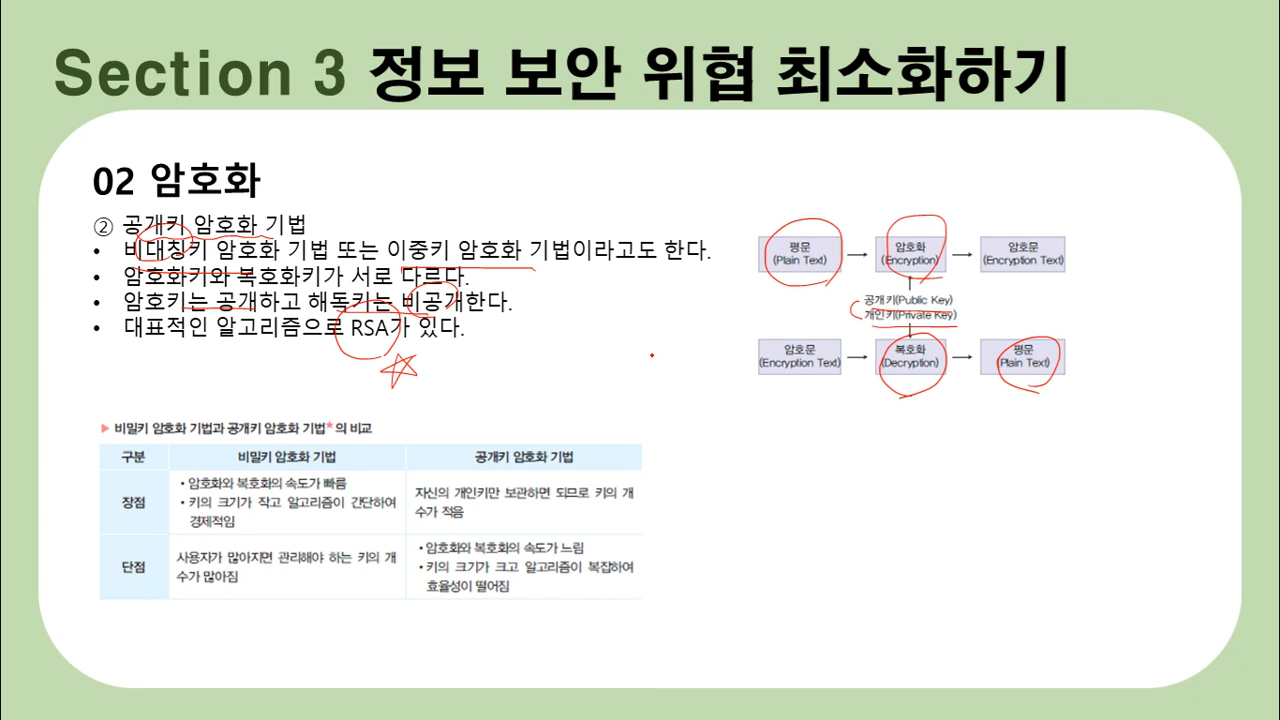 Section 3 정보 보안 위협 최소화하기
02 암호화
② 공개키 암호화 기법
• 비대칭키 암호화 기법 또는 이중키 암호화 기법이라고도 한다.
• 암호화키와 복호화키가 서로 다르다.
• 암호키는 공개하고 해독키는 비공개한다.
• 대표적인 알고리즘으로 RSA가 있다.
평문
(Plain Text)
암호화
(Encryption)
암호문
(Encryption Text)
공개키(Public Key)
개인키(Private Key)
암호문
(Encryption Text)
복호화
(Decryption)
평문
(Plain Text)
▶ 비밀키 암호화 기법과 공개키 암호화 기법*의 비교
구분 비밀키 암호화 기법 공개키 암호화 기법
장점
• 암호화와 복호화의 속도가 빠름
• 키의 크기가 작고 알고리즘이 간단하여
경제적임
자신의 개인키만 보관하면 되므로 키의 개
수가 적음
단점
사용자가 많아지면 관리해야 하는 키의 개
수가 많아짐
• 암호화와 복호화의 속도가 느림
• 키의 크기가 크고 알고리즘이 복잡하여
효율성이 떨어짐